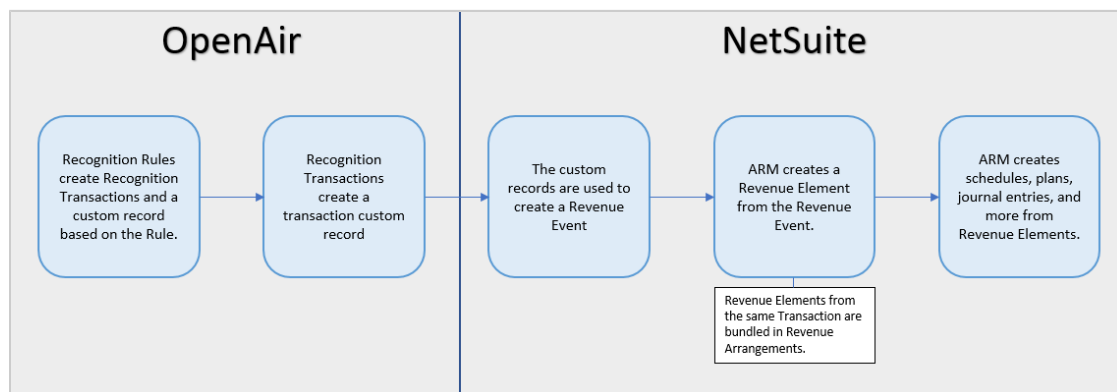 OpenAir
NetSuite
Recognition Rules
create Recognition
Transactions and a
custom record
based on the Rule.
Recognition
Transactions
create a
transaction custom
record
The custom
records are used to
create a Revenue
Event
ARM creates a
Revenue Element
from the Revenue
Event.
ARM creates
schedules, plans,
journal entries, and
more from
Revenue Elements.
Revenue Elements from
the same Transaction are
bundled in Revenue
Arrangements.